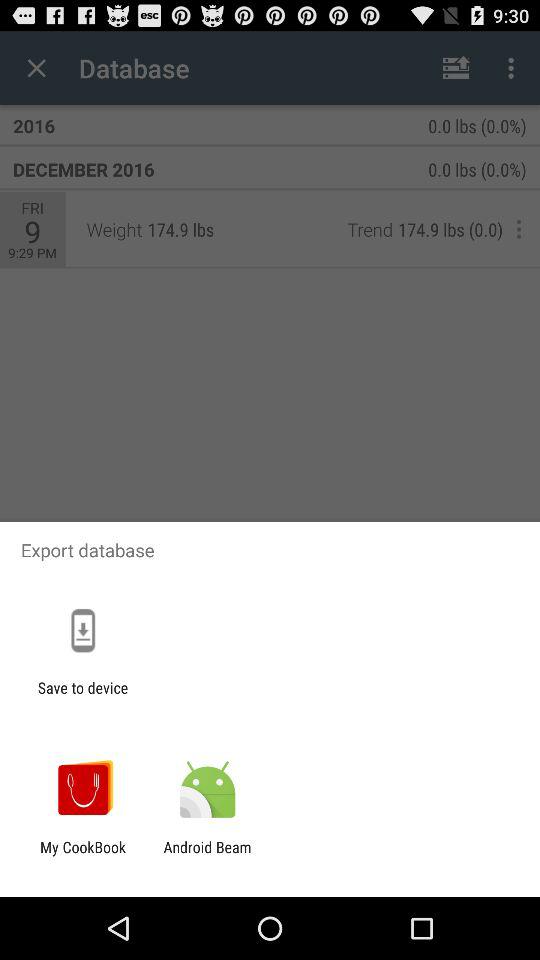 esc 9:30
Database
2016 0.0 lbs (0.0%)
DECEMBER 2016 0.0 lbs (0.0%)
FRI
9
9:29 PM
Weight 174.9 lbs Trend 174.9 lbs (0.0)
Export database
Save to device
My CookBook Android Beam